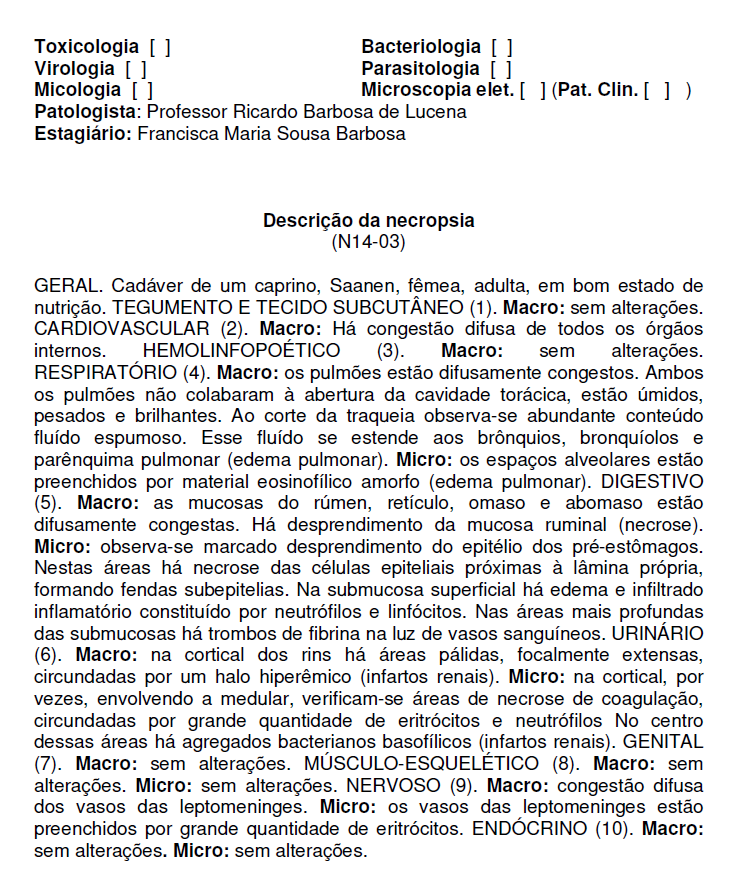 Toxicologia [ ] Bacteriologia [ ]
Virologia [ ] Parasitologia [ ]
Micologia [ ] Microscopia elet. [ ] (Pat. Clin. [ ] )
Patologista: Professor Ricardo Barbosa de Lucena
Estagiário: Francisca Maria Sousa Barbosa
Descrição da necropsia
(N14-03)
GERAL. Cadáver de um caprino, Saanen, fêmea, adulta, em bom estado de
nutrição. TEGUMENTO E TECIDO SUBCUTÂNEO (1). Macro: sem alterações.
CARDIOVASCULAR (2). Macro: Há congestão difusa de todos os órgãos
internos. HEMOLINFOPOÉTICO (3). Macro: sem alterações.
RESPIRATÓRIO (4). Macro: os pulmões estão difusamente congestos. Ambos
os pulmões não colabaram à abertura da cavidade torácica, estão úmidos,
pesados e brilhantes. Ao corte da traqueia observa-se abundante conteúdo
fluído espumoso. Esse fluído se estende aos brônquios, bronquíolos e
parênquima pulmonar (edema pulmonar). Micro: os espaços alveolares estão
preenchidos por material eosinofílico amorfo (edema pulmonar). DIGESTIVO
(5). Macro: as mucosas do rúmen, retículo, omaso e abomaso estão
difusamente congestas. Há desprendimento da mucosa ruminal (necrose).
Micro: observa-se marcado desprendimento do epitélio dos pré-estômagos.
Nestas áreas há necrose das células epiteliais próximas à lâmina própria,
formando fendas subepitelias. Na submucosa superficial há edema e infiltrado
inflamatório constituído por neutrófilos e linfócitos. Nas áreas mais profundas
das submucosas há trombos de fibrina na luz de vasos sanguíneos. URINÁRIO
(6). Macro: na cortical dos rins há áreas pálidas, focalmente extensas,
circundadas por um halo hiperêmico (infartos renais). Micro: na cortical, por
vezes, envolvendo a medular, verificam-se áreas de necrose de coagulação,
circundadas por grande quantidade de eritrócitos e neutrófilos No centro
dessas áreas há agregados bacterianos basofílicos (infartos renais). GENITAL
(7). Macro: sem alterações. MÚSCULO-ESQUELÉTICO (8). Macro: sem
alterações. Micro: sem alterações. NERVOSO (9). Macro: congestão difusa
dos vasos das leptomeninges. Micro: os vasos das leptomeninges estão
preenchidos por grande quantidade de eritrócitos. ENDÓCRINO (10). Macro:
sem alterações. Micro: sem alterações.